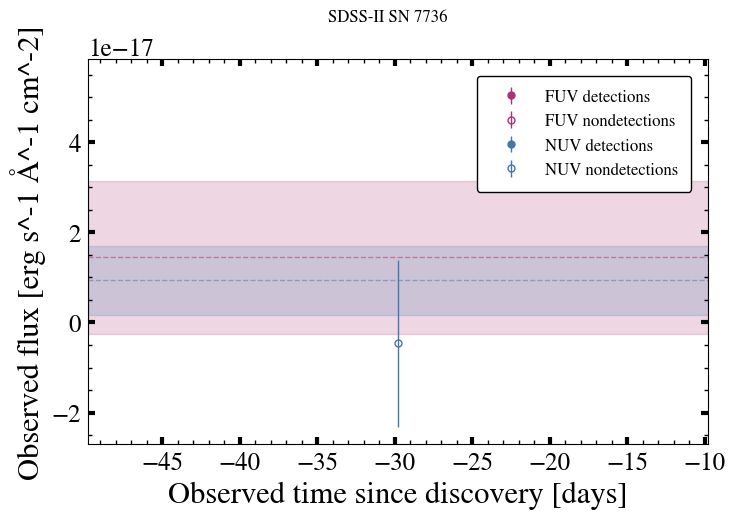 SDSS-II SN 7736
1e−17
FUV detections
FUV nondetections
NUV detections
NUV nondetections
4
2
0
−2
Observed flux [erg s^-1 Å^-1 cm^-2]
−45 −40 −35 −30 −25 −20 −15 −10
Observed time since discovery [days]